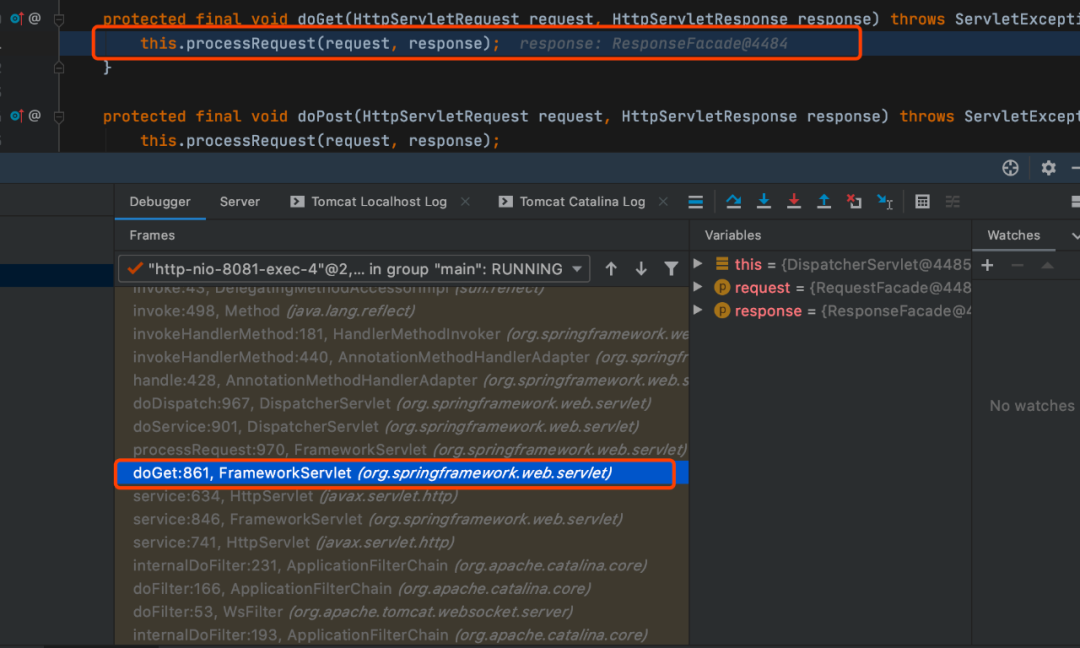 @ protected final void doGet(HttpServletRequest request, HttpServletResponse response) throws ServletExcepti
this.processRequest(request, response); response: ResponseFacade@4484
}
@ protected final void doPost(HttpServletRequest request, HttpServletResponse response) throws ServletExcept
this.processRequest(request, response);
Debugger Server Tomcat Localhost Log Tomcat Catalina Log
Frames Variables Watches
"http-nio-8081-exec-4"@2,... in group "main": RUNNING
this = {DispatcherServlet@4485
request = {RequestFacade@448
response = {ResponseFacade@4
No watches
invoke:43, DelegatingMethodAccessorImpl (sun.reflect)
invoke:498, Method (java.lang.reflect)
invokeHandlerMethod:181, HandlerMethodInvoker (org.springframework.we
invokeHandlerMethod:440, AnnotationMethodHandlerAdapter (org.springfr
handle:428, AnnotationMethodHandlerAdapter (org.springframework.web.s
doDispatch:967, DispatcherServlet (org.springframework.web.servlet)
doService:901, DispatcherServlet (org.springframework.web.servlet)
processRequest:970, FrameworkServlet (org.springframework.web.servlet)
doGet:861, FrameworkServlet (org.springframework.web.servlet)
service:634, HttpServlet (javax.servlet.http)
service:846, FrameworkServlet (org.springframework.web.servlet)
service:741, HttpServlet (javax.servlet.http)
internalDoFilter:231, ApplicationFilterChain (org.apache.catalina.core)
doFilter:166, ApplicationFilterChain (org.apache.catalina.core)
doFilter:53, WsFilter (org.apache.tomcat.websocket.server)
internalDoFilter:193, ApplicationFilterChain (org.apache.catalina.core)